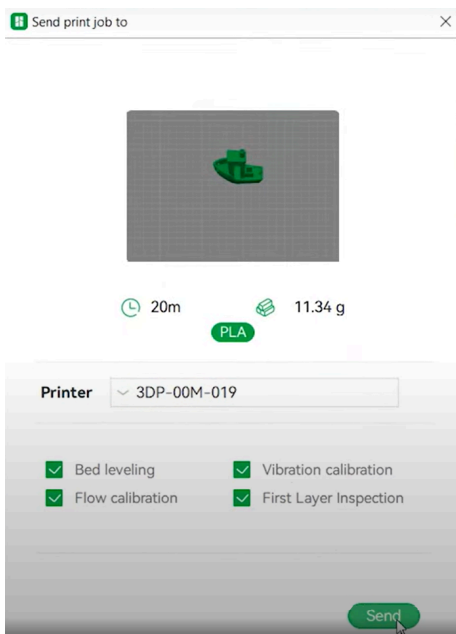 Send print job to
20m 11.34 g
PLA
Printer 3DP-00M-019
Bed leveling Vibration calibration
Flow calibration First Layer Inspection
Send